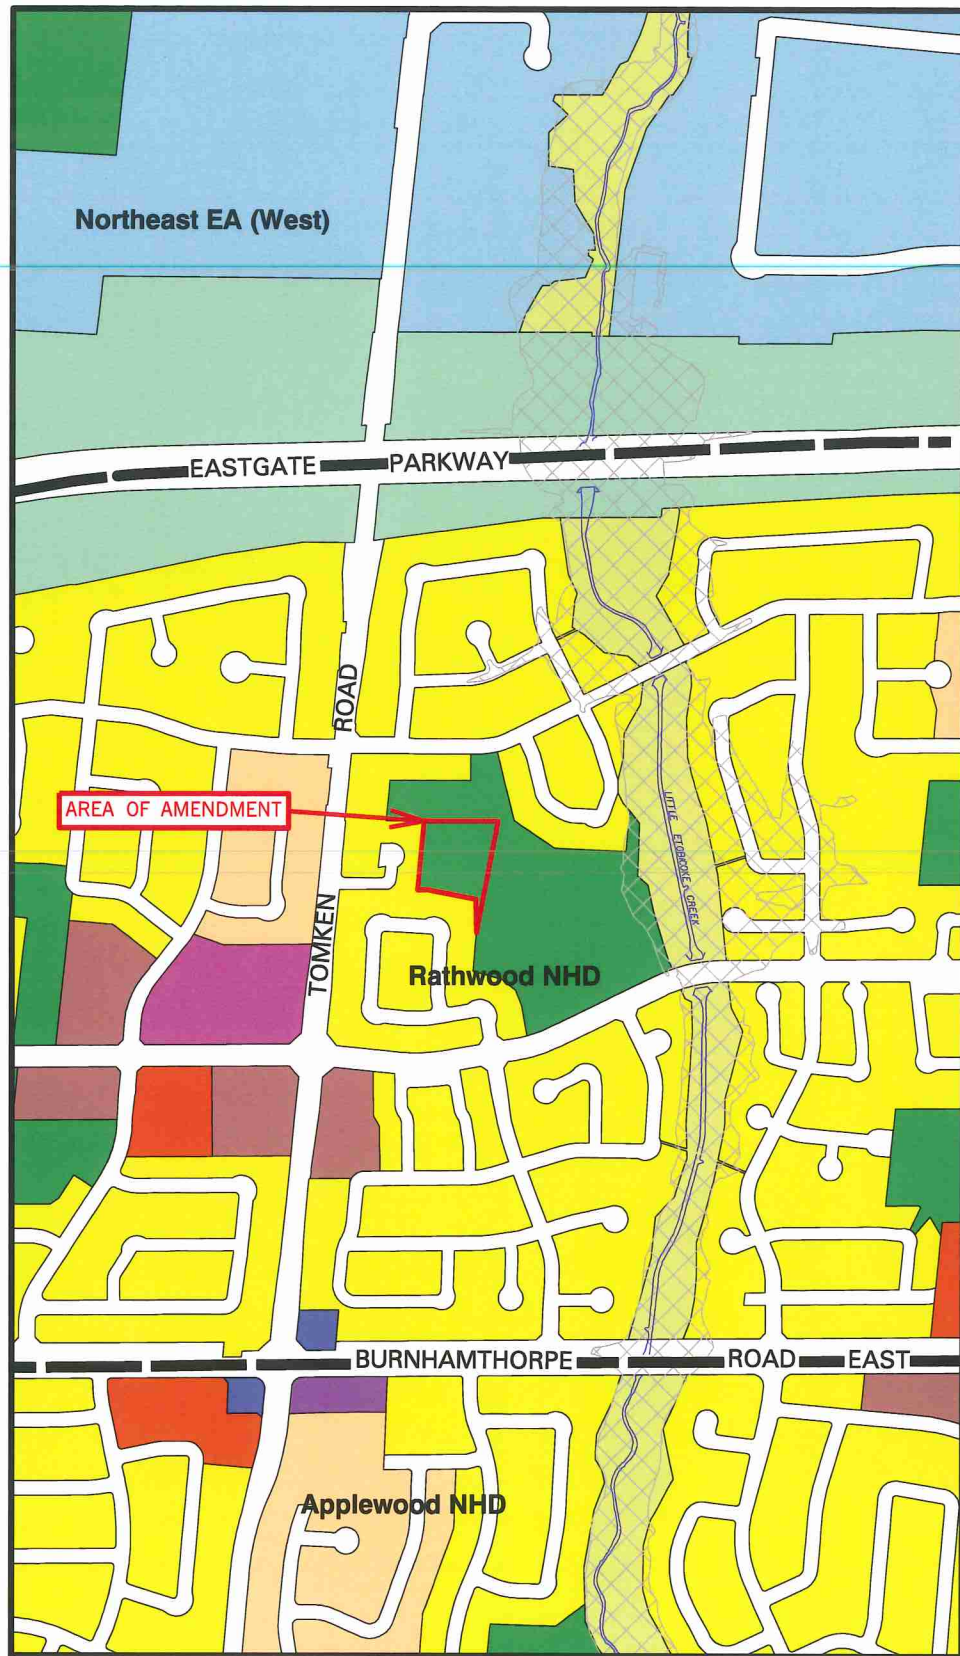 Northeast EA (West)
EASTGATE PARKWAY
ROAD
AREA OF AMENDMENT
LITTLE ETOBICOKE CREEK
TOMKEN
Rathwood NHD
BURNHAMTHORPE ROAD EAST
Applewood NHD